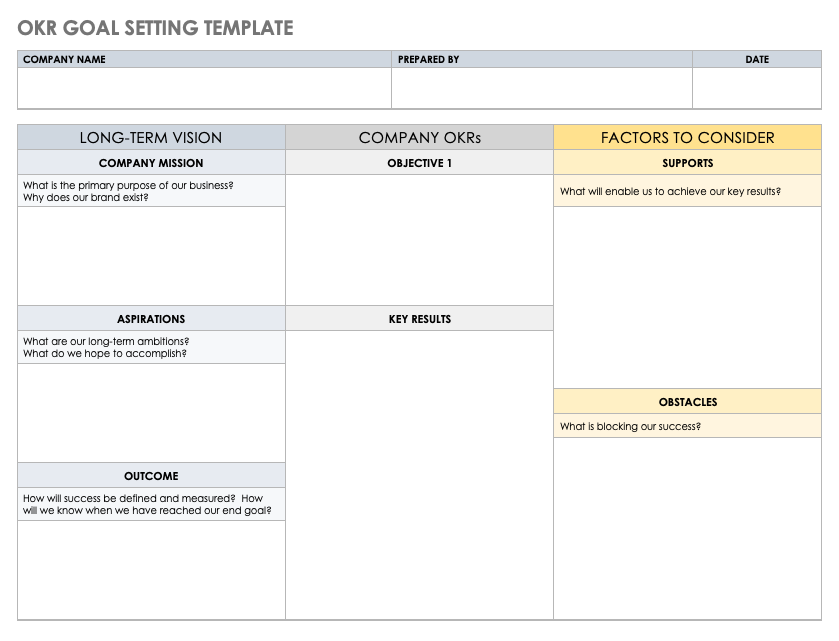 OKR GOAL SETTING TEMPLATE
COMPANY NAME
PREPARED BY
DATE
LONG-TERM VISION
COMPANY MISSION
What is the primary purpose of our business?
Why does our brand exist?
ASPIRATIONS
What are our long-term ambitions?
What do we hope to accomplish?
OUTCOME
How will success be defined and measured?  How
will we know when we have reached our end goal?
COMPANY OKRs
OBJECTIVE 1
KEY RESULTS
FACTORS TO CONSIDER
SUPPORTS
What will enable us to achieve our key results?
OBSTACLES
What is blocking our success?